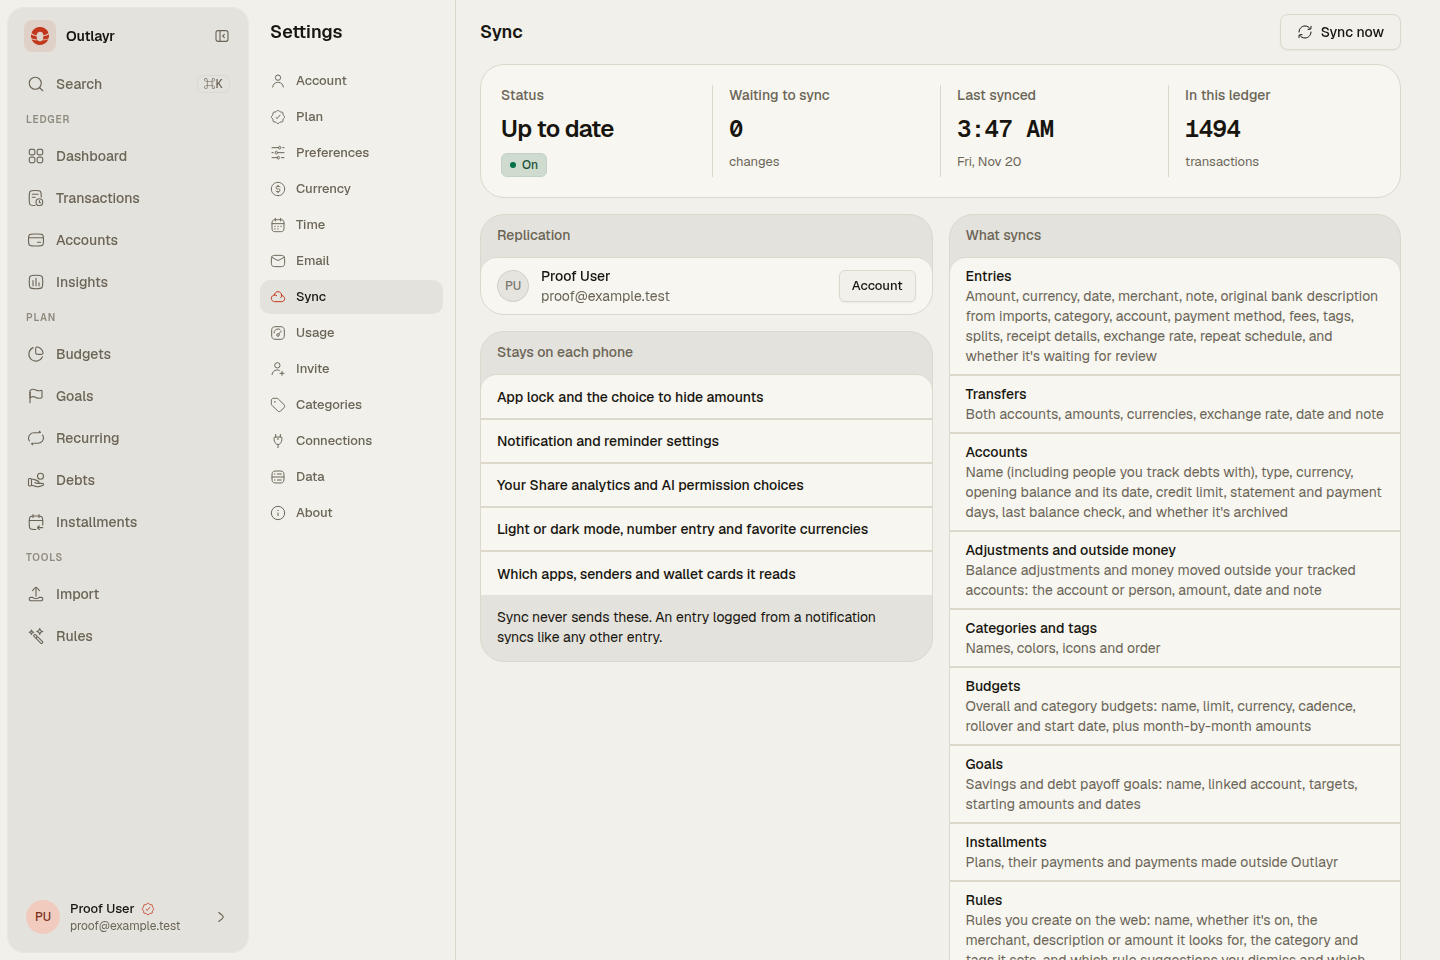 Outlayr
Search
⌘K
LEDGER
Dashboard
Transactions
Accounts
Insights
PLAN
Budgets
Goals
Recurring
Debts
Installments
TOOLS
Import
Rules
PU
Proof User
proof@example.test
Settings
Account
Plan
Preferences
Currency
Time
Email
Sync
Usage
Invite
Categories
Connections
Data
About
Sync
Sync now
Status
Up to date
On
Waiting to sync
0
changes
Last synced
3:47 AM
Fri, Nov 20
In this ledger
1494
transactions
Replication
PU
Proof User
proof@example.test
Account
Stays on each phone
App lock and the choice to hide amounts
Notification and reminder settings
Your Share analytics and AI permission choices
Light or dark mode, number entry and favorite currencies
Which apps, senders and wallet cards it reads
Sync never sends these. An entry logged from a notification
syncs like any other entry.
What syncs
Entries
Amount, currency, date, merchant, note, original bank description
from imports, category, account, payment method, fees, tags,
splits, receipt details, exchange rate, repeat schedule, and
whether it's waiting for review
Transfers
Both accounts, amounts, currencies, exchange rate, date and note
Accounts
Name (including people you track debts with), type, currency,
opening balance and its date, credit limit, statement and payment
days, last balance check, and whether it's archived
Adjustments and outside money
Balance adjustments and money moved outside your tracked
accounts: the account or person, amount, date and note
Categories and tags
Names, colors, icons and order
Budgets
Overall and category budgets: name, limit, currency, cadence,
rollover and start date, plus month-by-month amounts
Goals
Savings and debt payoff goals: name, linked account, targets,
starting amounts and dates
Installments
Plans, their payments and payments made outside Outlayr
Rules
Rules you create on the web: name, whether it's on, the
merchant, description or amount it looks for, the category and
tags it sets, and which rule suggestions you dismiss and which